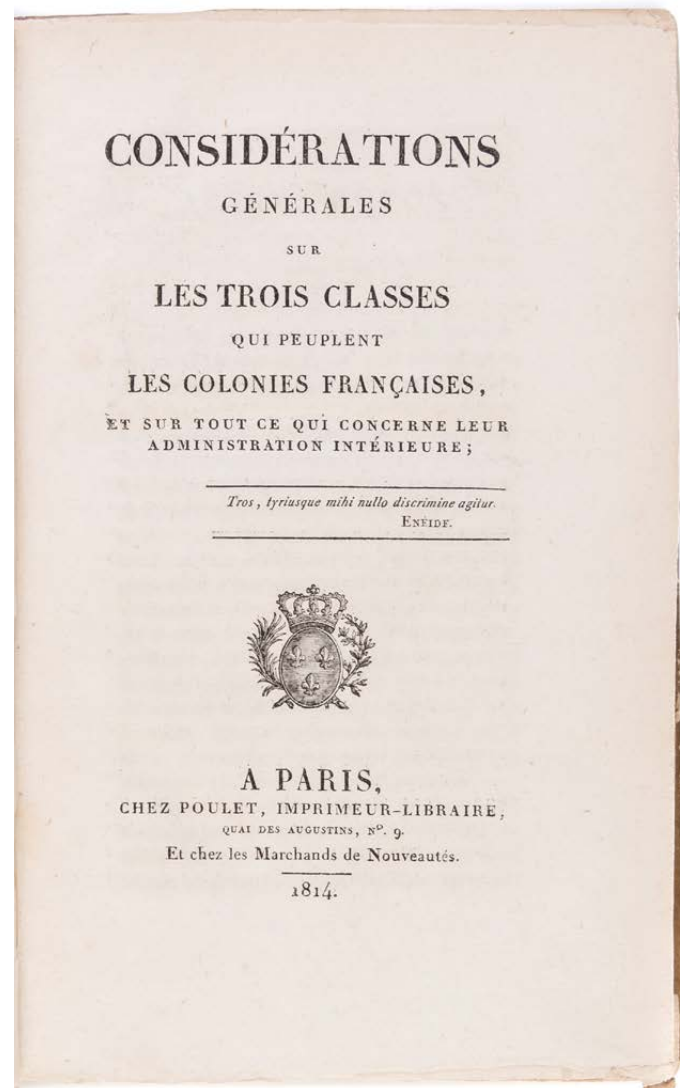 CONSIDÉRATIONS
GÉNÉRALES
SUR
LES TROIS CLASSES
QUI PEUPLENT
LES COLONIES FRANÇAISES,
ET SUR TOUT CE QUI CONCERNE LEUR
ADMINISTRATION INTÉRIEURE;
Tros, tyriusque mihi nullo discrimine agitur.
ENÉIDE.
A PARIS,
CHEZ POULET, IMPRIMEUR-LIBRAIRE,
QUAI DES AUGUSTINS, N°. 9.
Et chez les Marchands de Nouveautés.
1814.